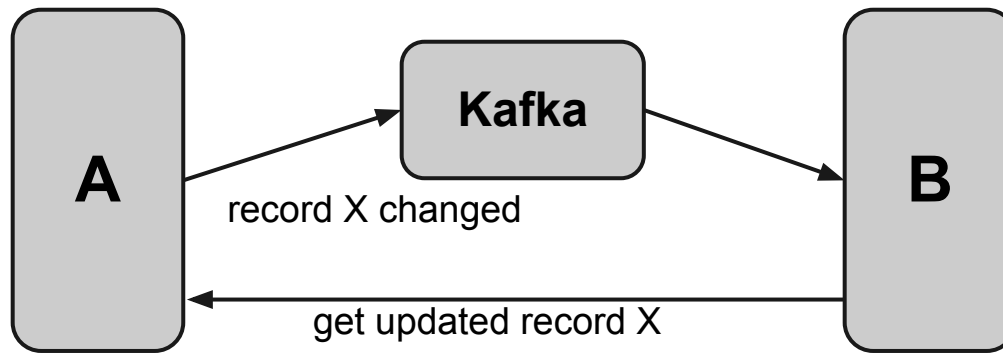 A
Kafka
B
record X changed
get updated record X